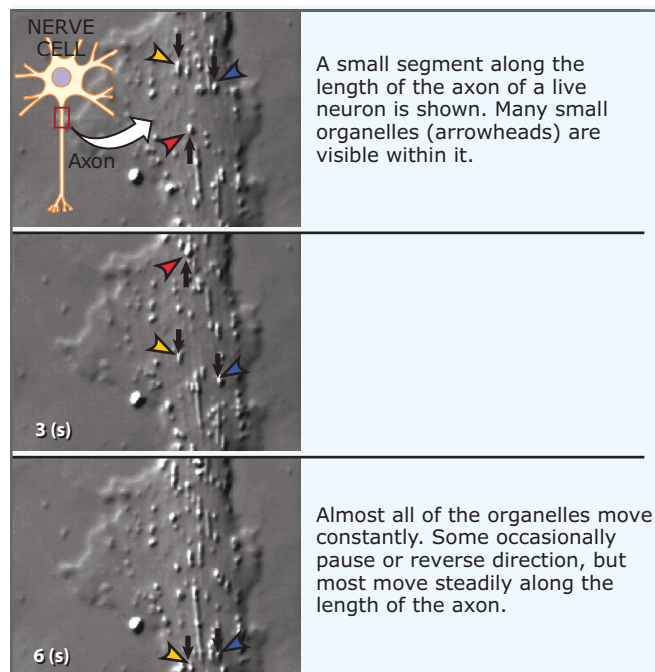 NERVE
CELL
Axon
A small segment along the
length of the axon of a live
neuron is shown. Many small
organelles (arrowheads) are
visible within it.
3 (s)
Almost all of the organelles move
constantly. Some occasionally
pause or reverse direction, but
most move steadily along the
length of the axon.
6 (s)